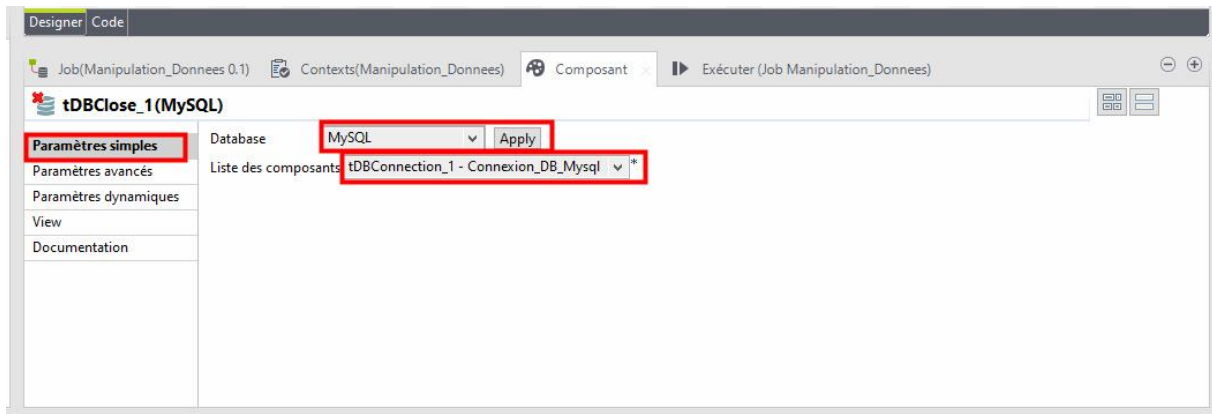 Designer Code
Job(Manipulation_Donnees 0.1) Contexts(Manipulation_Donnees) Composant Exécuter (Job Manipulation_Donnees)
tDBClose_1(MySQL)
Paramètres simples
Paramètres avancés
Paramètres dynamiques
View
Documentation
Database MySQL Apply
Liste des composants tDBConnection_1 - Connexion_DB_Mysql *